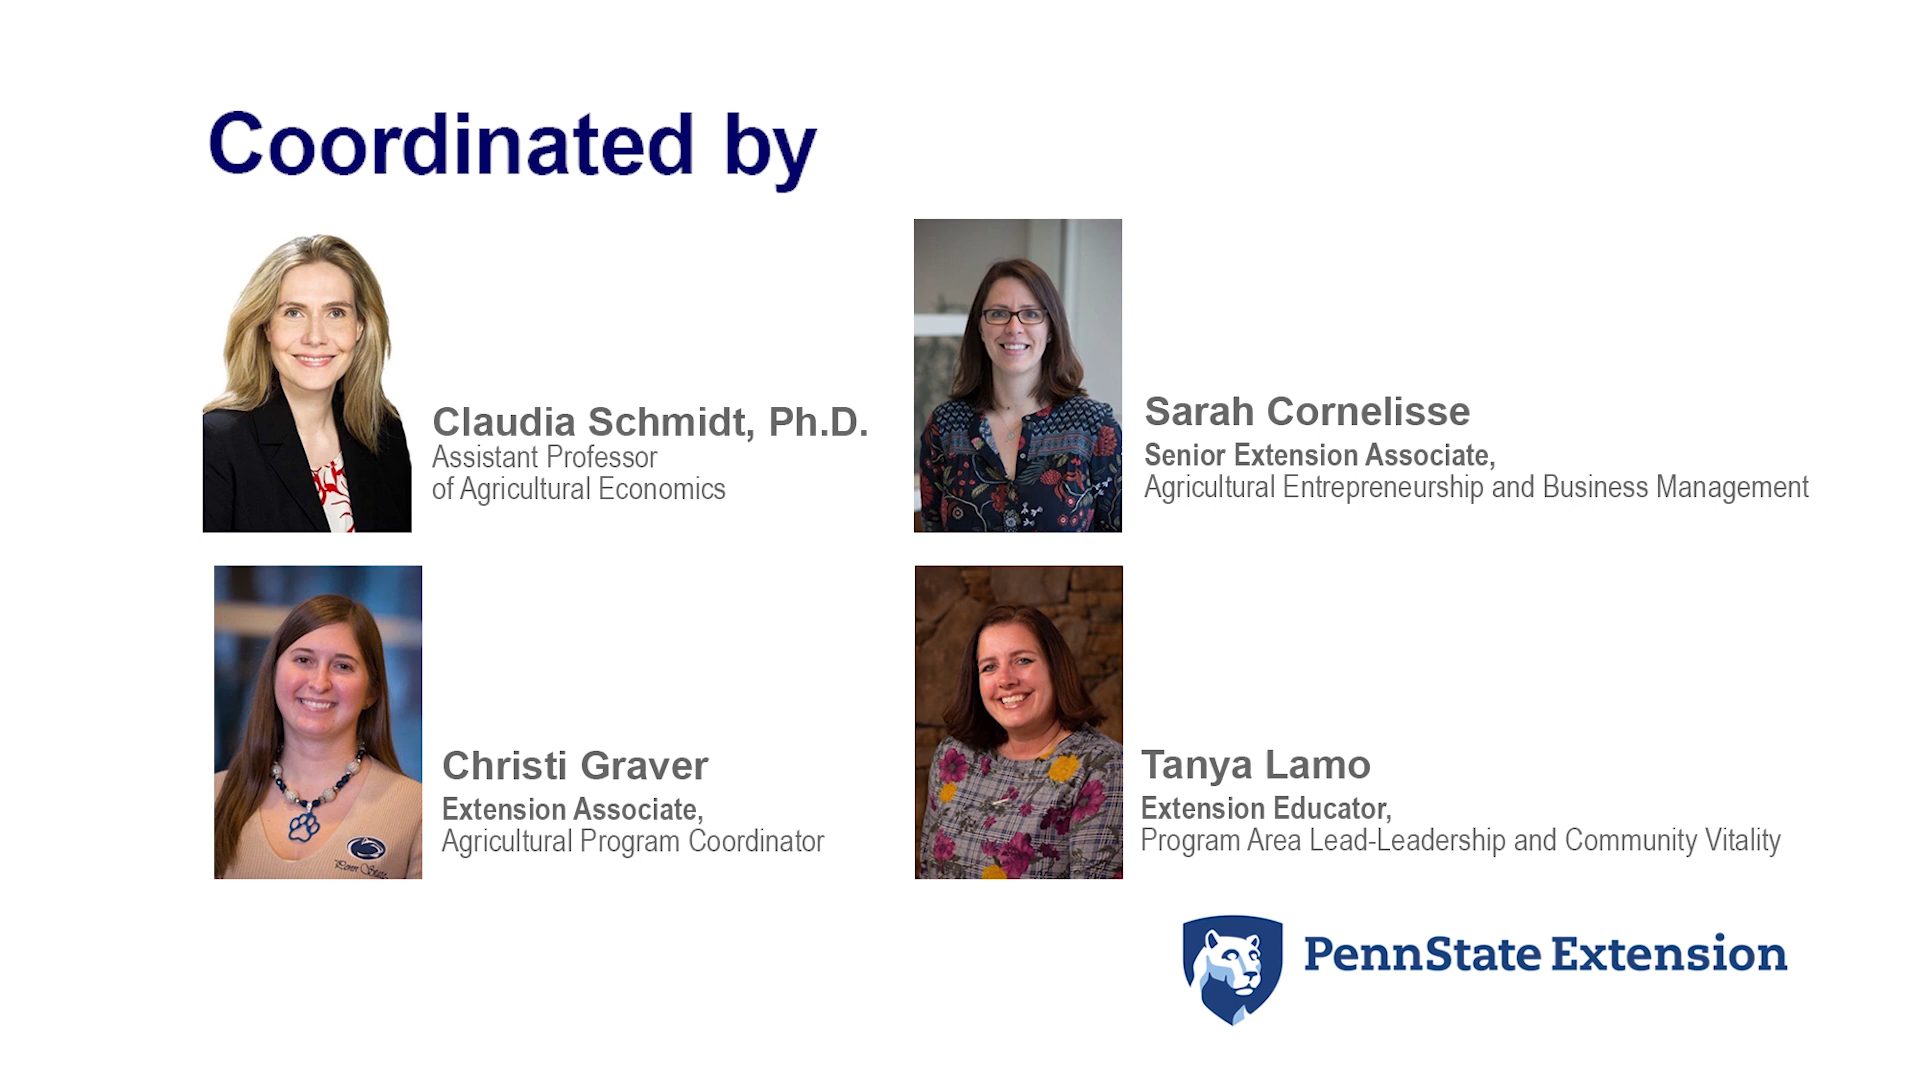 Coordinated by
Claudia Schmidt, Ph.D.
Assistant Professor
of Agricultural Economics
Sarah Cornelisse
Senior Extension Associate,
Agricultural Entrepreneurship and Business Management
Christi Graver
Extension Associate,
Agricultural Program Coordinator
Penn State
Tanya Lamo
Extension Educator,
Program Area Lead-Leadership and Community Vitality
PennState Extension